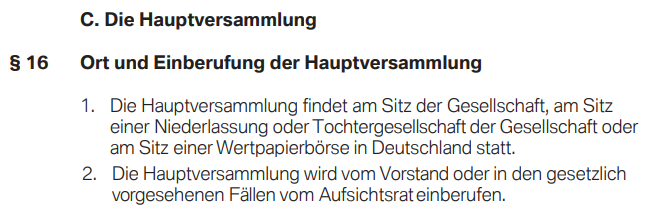 C. Die Hauptversammlung
§ 16 Ort und Einberufung der Hauptversammlung
1. Die Hauptversammlung findet am Sitz der Gesellschaft, am Sitz
einer Niederlassung oder Tochtergesellschaft der Gesellschaft oder
am Sitz einer Wertpapierbörse in Deutschland statt.
2. Die Hauptversammlung wird vom Vorstand oder in den gesetzlich
vorgesehenen Fällen vom Aufsichtsrat einberufen.